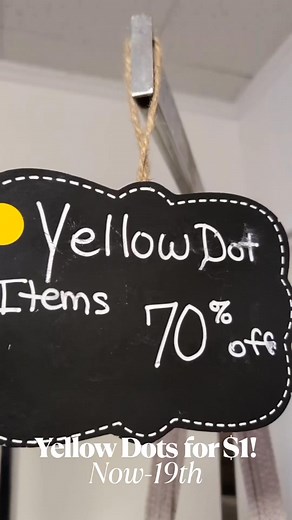 Yellow Dot
Items 70% off
Yellow Dots for $1!
Now-19th